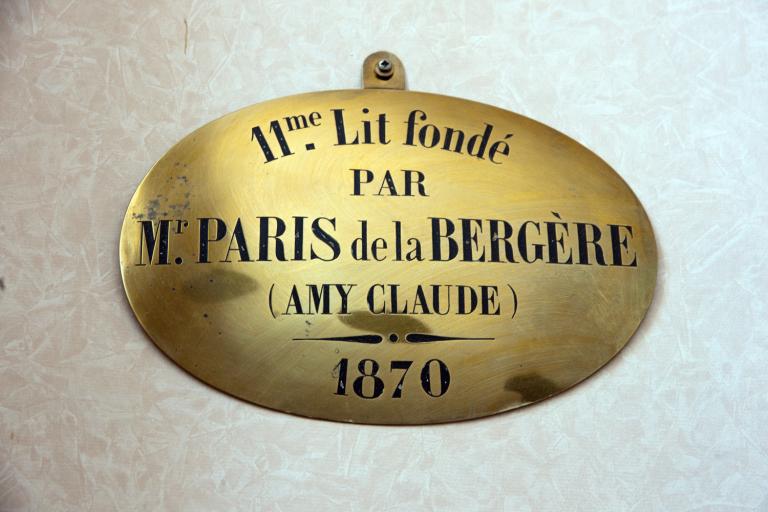 11me. Lit fondé
PAR
Mr. PARIS de la BERGÈRE
(AMY CLAUDE)
1870